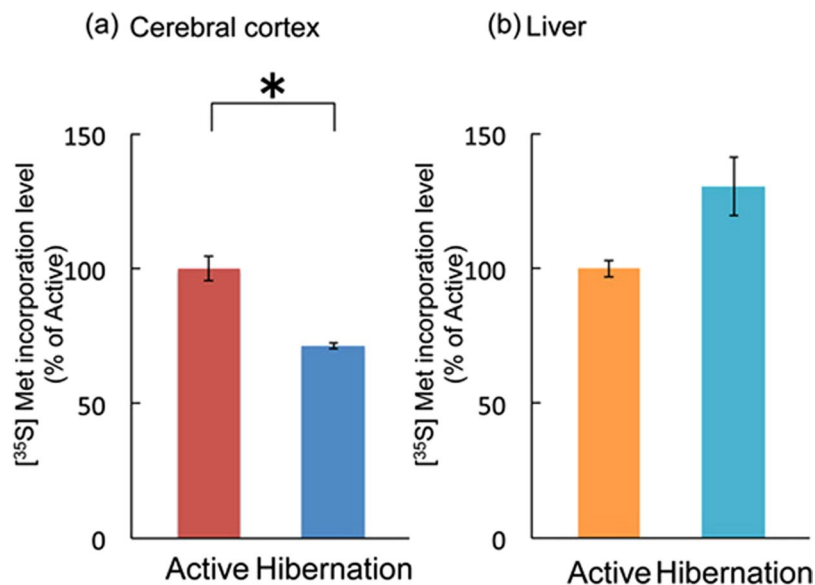 (a) Cerebral cortex
*
[³⁵S] Met incorporation level
(% of Active)
150
100
50
0
Active Hibernation
(b) Liver
[³⁵S] Met incorporation level
(% of Active)
150
100
50
0
Active Hibernation